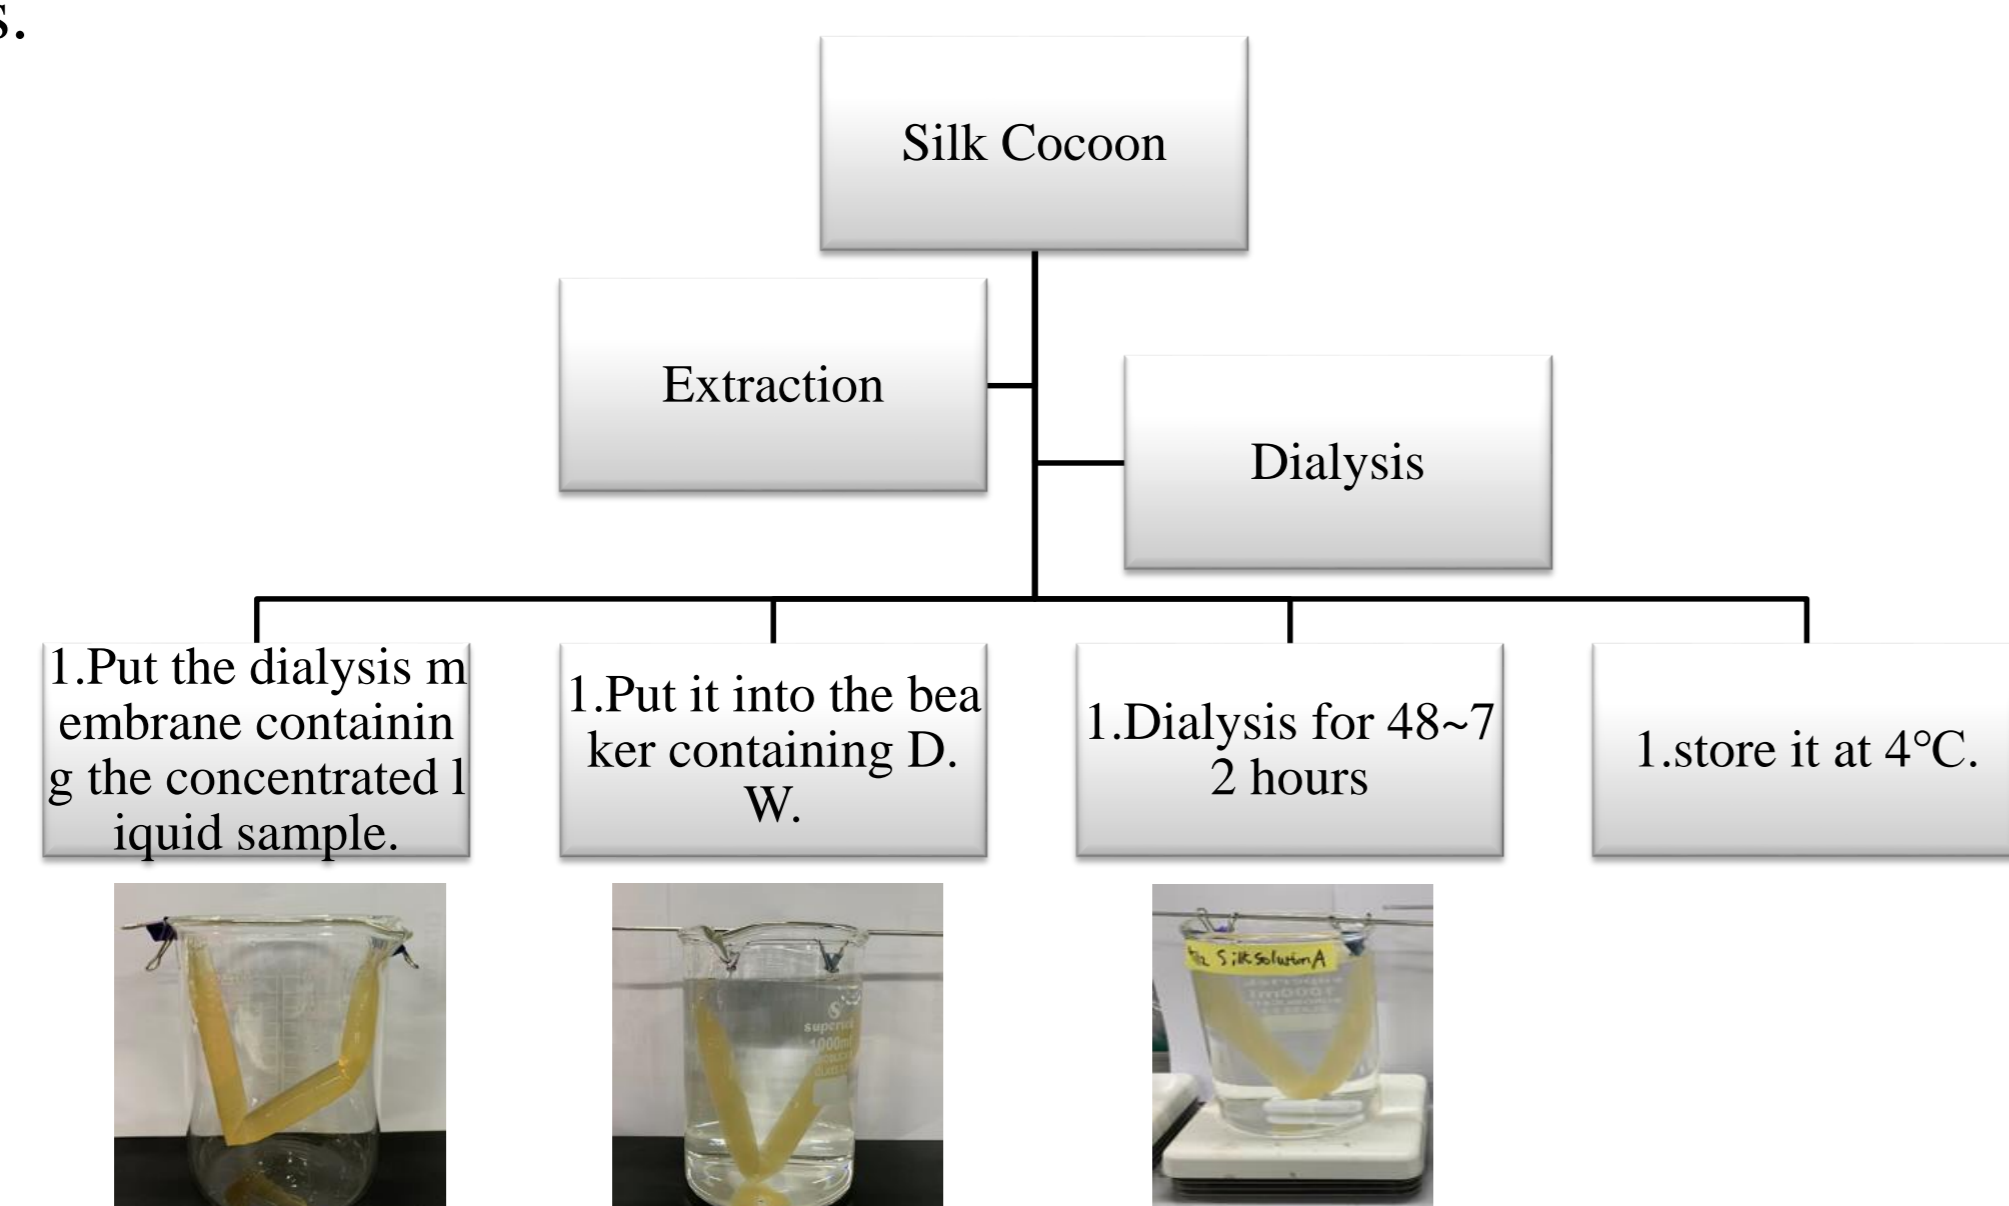 s.
Silk Cocoon
Extraction
Dialysis
1.Put the dialysis m
embrane containin
g the concentrated l
iquid sample.
1.Put it into the bea
ker containing D.
W.
1.Dialysis for 48~7
2 hours
1.store it at 4°C.
1000ml
Silk Solution A